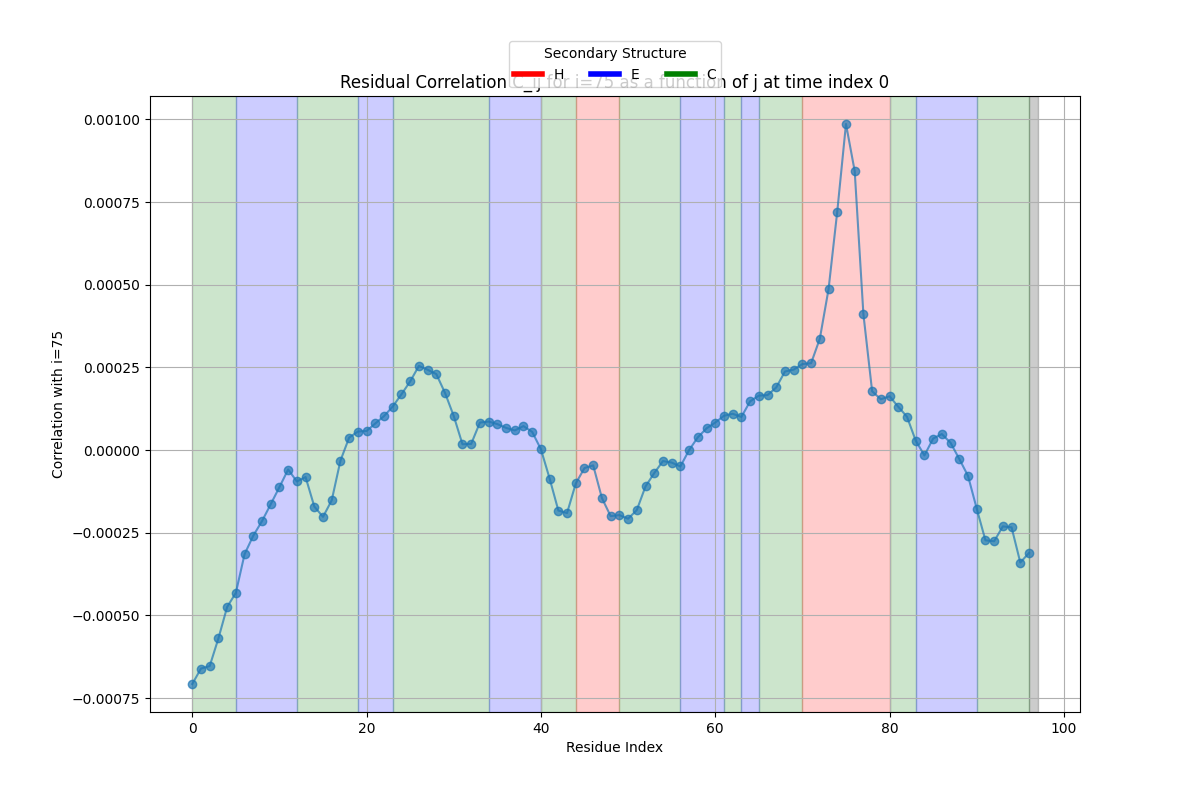 Secondary Structure
H E C
Residual Correlation C_ij for i=75 as a function of j at time index 0
0.00100
0.00075
0.00050
0.00025
0.00000
−0.00025
−0.00050
−0.00075
Correlation with i=75
0 20 40 60 80 100
Residue Index